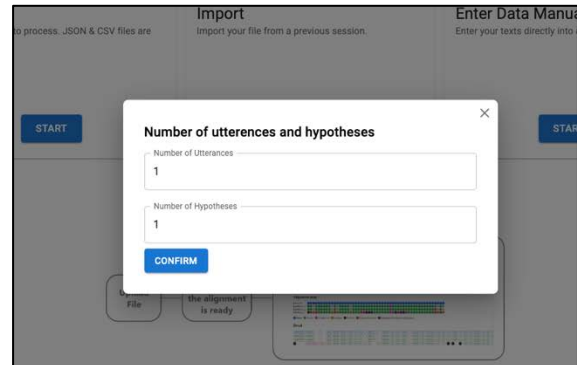 Import
Enter Data Manua
to process. JSON & CSV files are
Import your file from a previous session.
Enter your texts directly into
START
STAR
Number of utterences and hypotheses
Number of Utterances
1
Number of Hypotheses
1
CONFIRM
File
the alignment
is ready